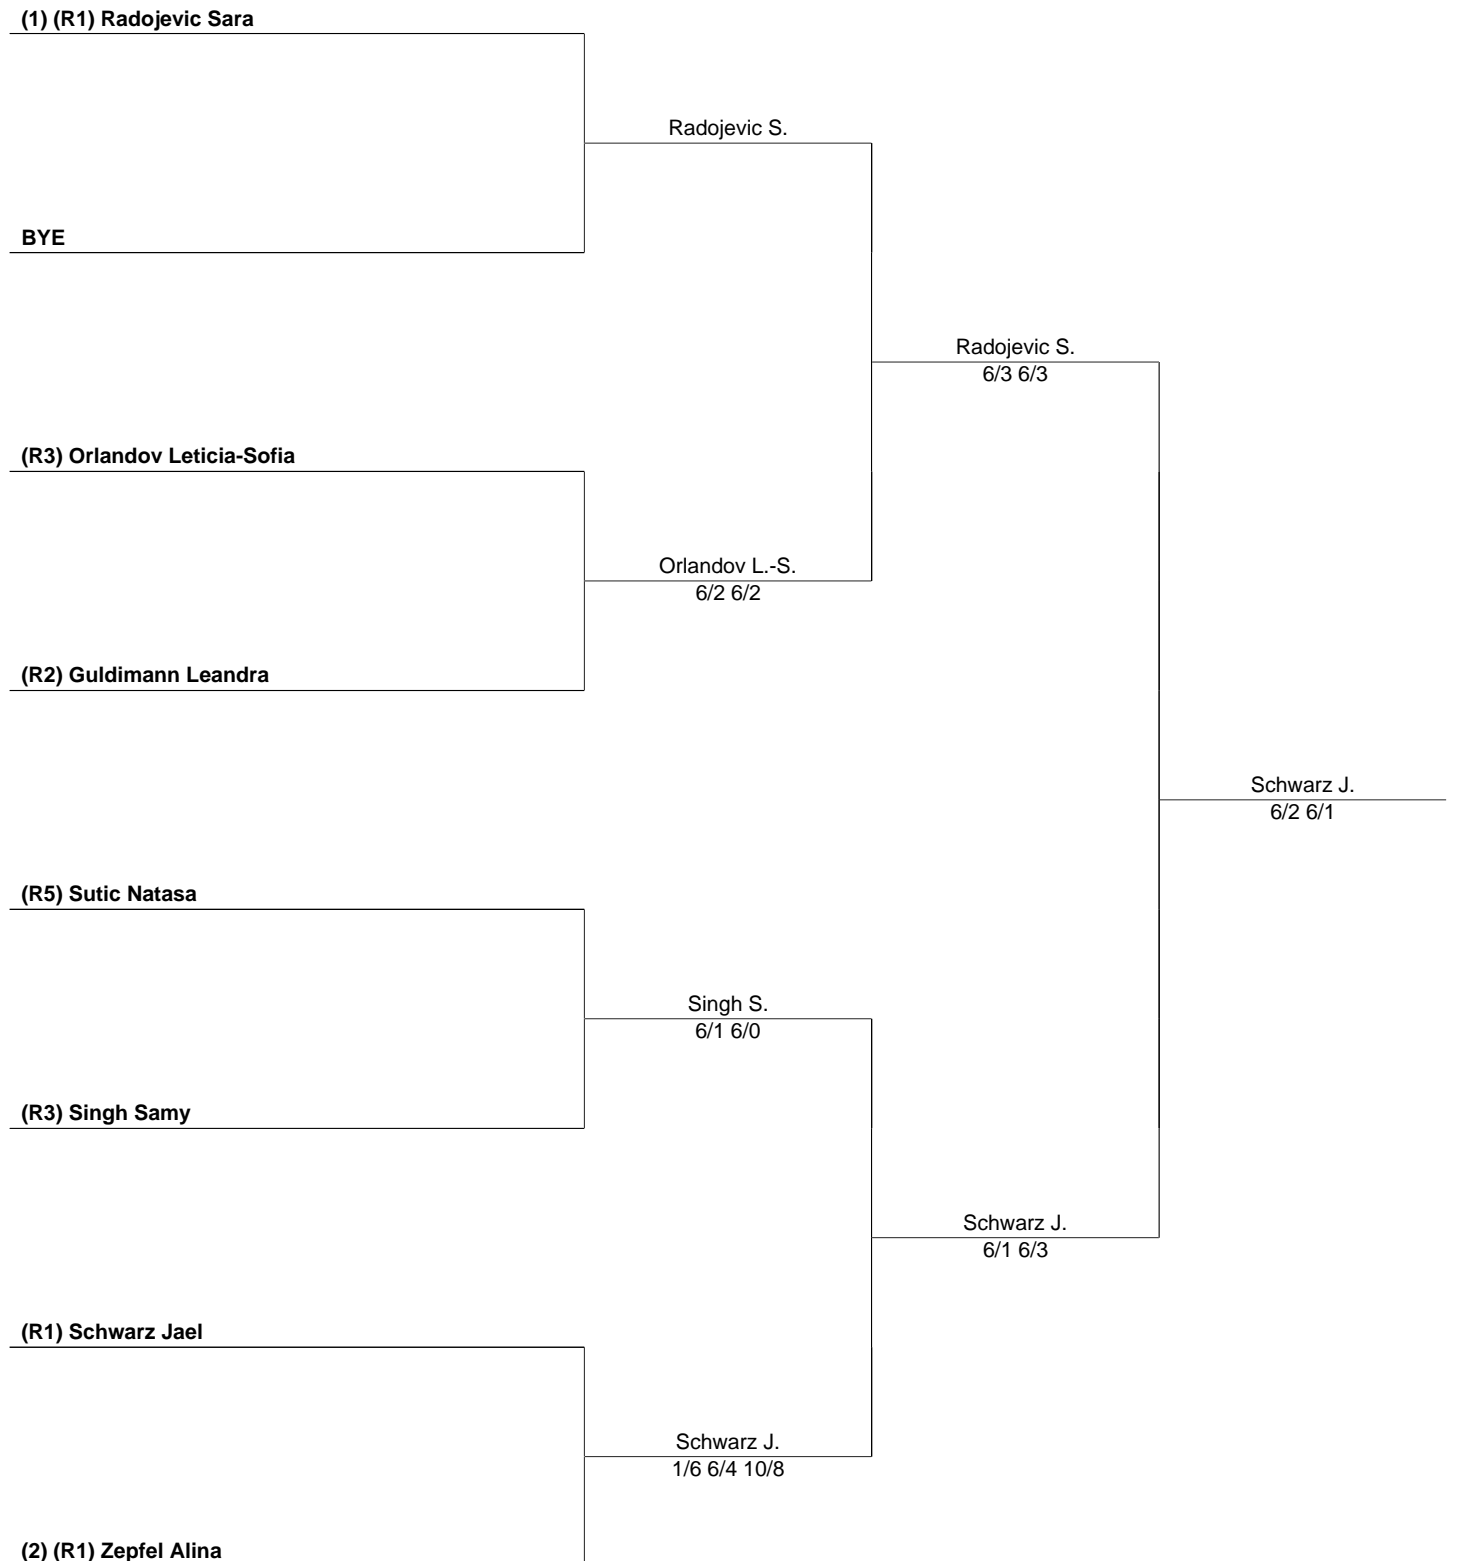 (1) (R1) Radojevic Sara
Radojevic S.
BYE
Radojevic S.
6/3 6/3
(R3) Orlandov Leticia-Sofia
Orlandov L.-S.
6/2 6/2
(R2) Guldimann Leandra
Schwarz J.
6/2 6/1
(R5) Sutic Natasa
Singh S.
6/1 6/0
(R3) Singh Samy
Schwarz J.
6/1 6/3
(R1) Schwarz Jael
Schwarz J.
1/6 6/4 10/8
(2) (R1) Zepfel Alina